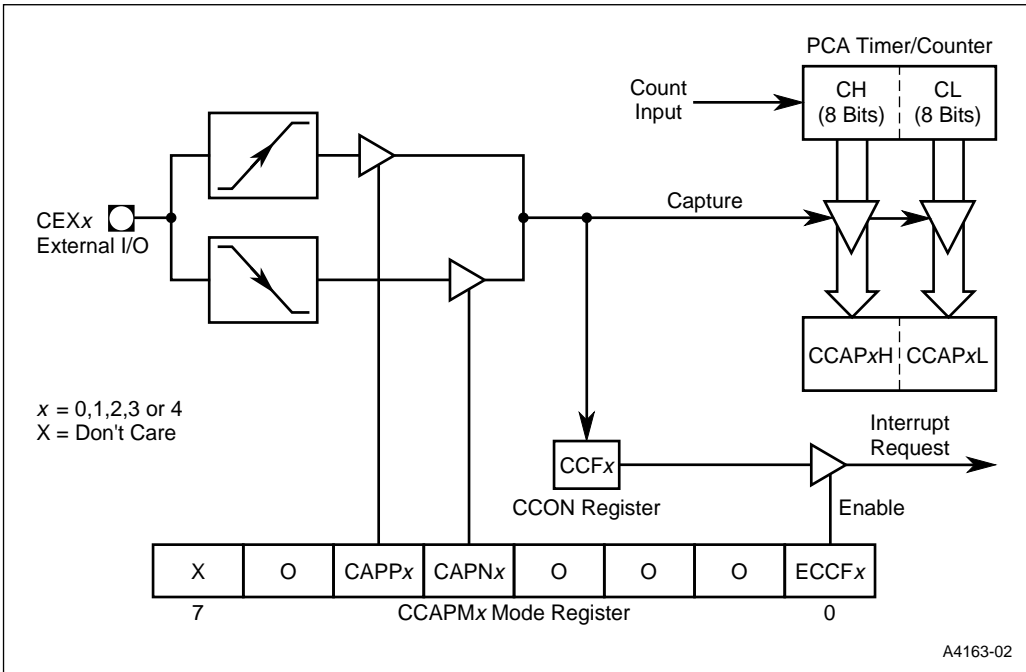 PCA Timer/Counter
Count
Input
CH
(8 Bits)
CL
(8 Bits)
CEXx
External I/O
Capture
CCAPxH
CCAPxL
x = 0,1,2,3 or 4
X = Don't Care
Interrupt
Request
CCFx
CCON Register
Enable
X O CAPPx CAPNx O O O ECCFx
7 CCAPMx Mode Register 0
A4163-02